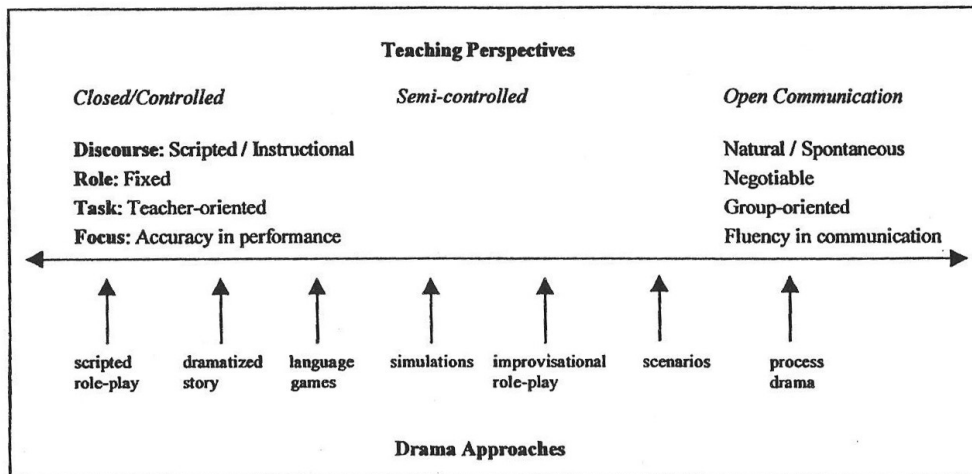 Teaching Perspectives
Closed/Controlled Semi-controlled Open Communication
Discourse: Scripted / Instructional Natural / Spontaneous
Role: Fixed Negotiable
Task: Teacher-oriented Group-oriented
Focus: Accuracy in performance Fluency in communication
scripted dramatized language simulations improvisational scenarios process
role-play story games role-play drama
Drama Approaches